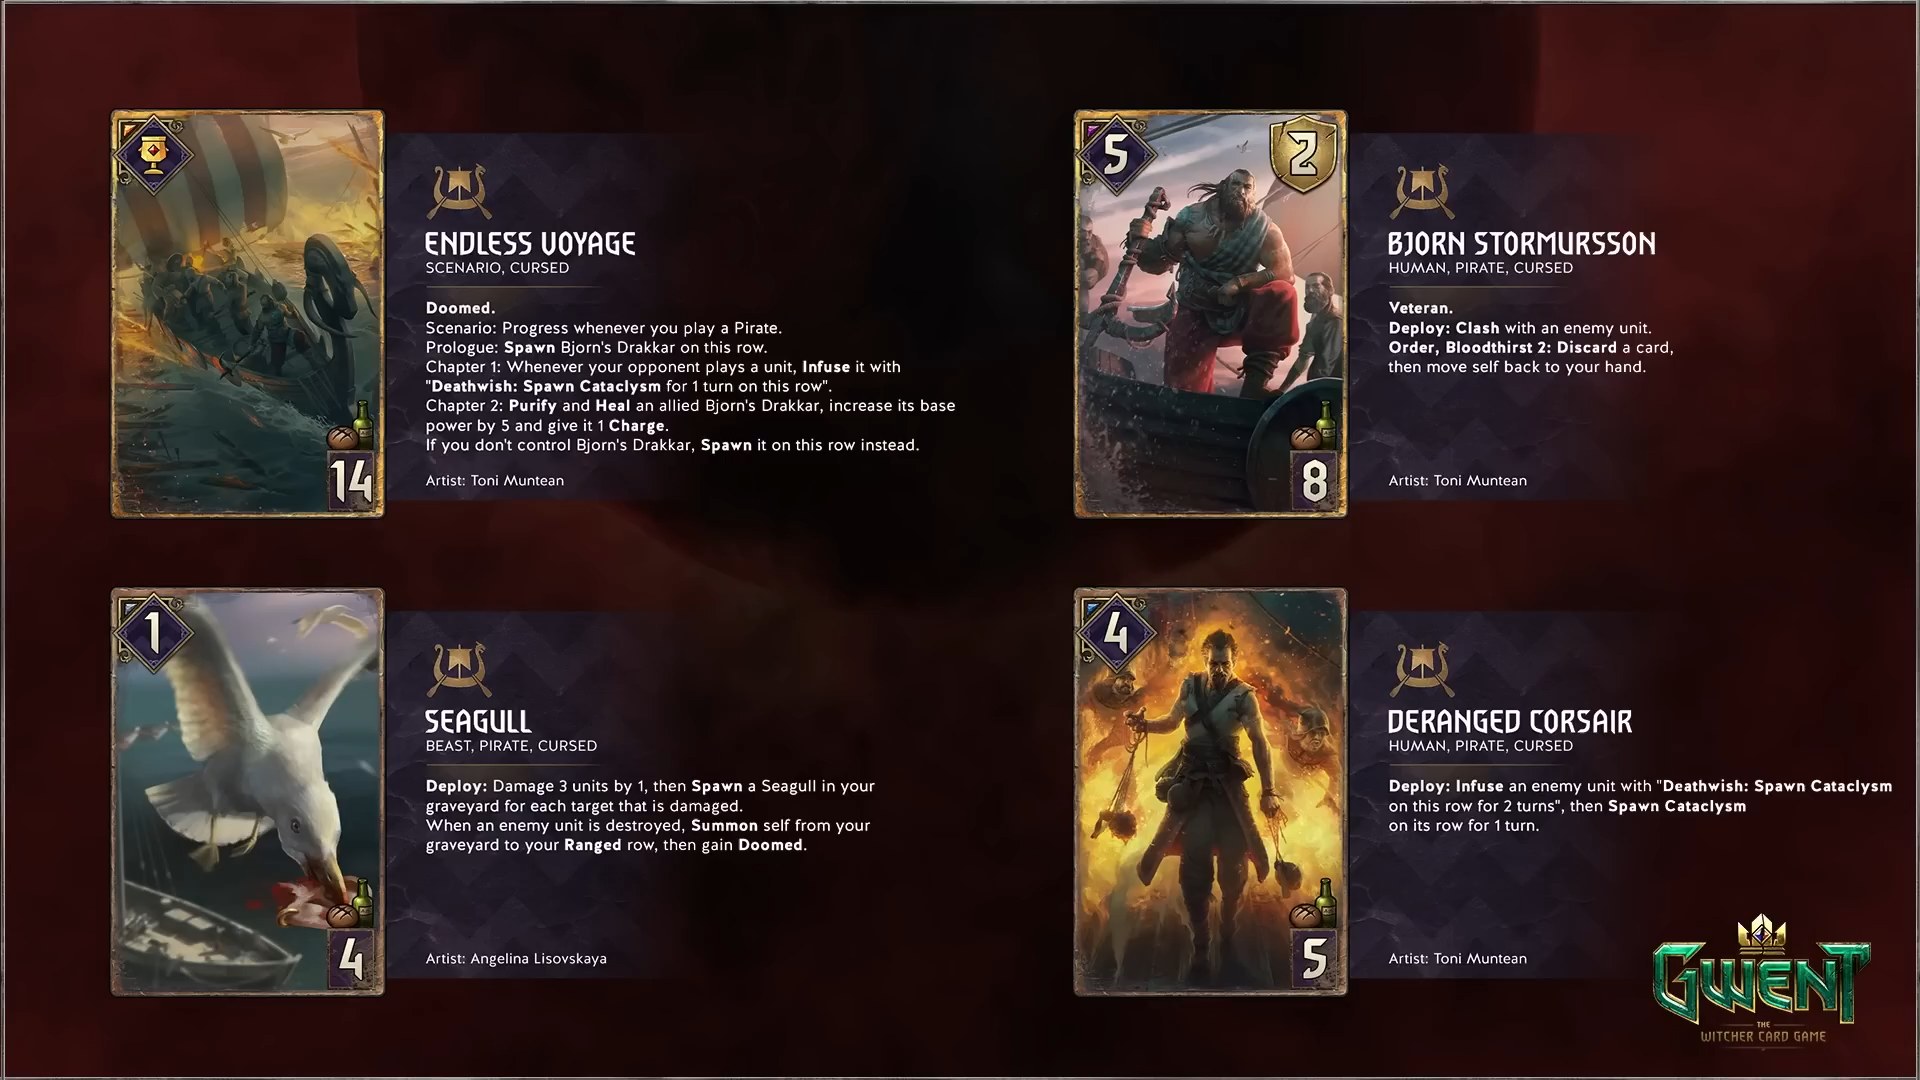 14
ENDLESS VOYAGE
SCENARIO, CURSED
Doomed.
Scenario: Progress whenever you play a Pirate.
Prologue: Spawn Bjorn's Drakkar on this row.
Chapter 1: Whenever your opponent plays a unit, Infuse it with
"Deathwish: Spawn Cataclysm for 1 turn on this row".
Chapter 2: Purify and Heal an allied Bjorn's Drakkar, increase its base
power by 5 and give it 1 Charge.
If you don't control Bjorn's Drakkar, Spawn it on this row instead.
Artist: Toni Muntean
5
2
8
BJORN STORMURSSON
HUMAN, PIRATE, CURSED
Veteran.
Deploy: Clash with an enemy unit.
Order, Bloodthirst 2: Discard a card,
then move self back to your hand.
Artist: Toni Muntean
1
4
SEAGULL
BEAST, PIRATE, CURSED
Deploy: Damage 3 units by 1, then Spawn a Seagull in your
graveyard for each target that is damaged.
When an enemy unit is destroyed, Summon self from your
graveyard to your Ranged row, then gain Doomed.
Artist: Angelina Lisovskaya
4
5
DERANGED CORSAIR
HUMAN, PIRATE, CURSED
Deploy: Infuse an enemy unit with "Deathwish: Spawn Cataclysm
on this row for 2 turns", then Spawn Cataclysm
on its row for 1 turn.
Artist: Toni Muntean
GWENT
THE
WITCHER CARD GAME